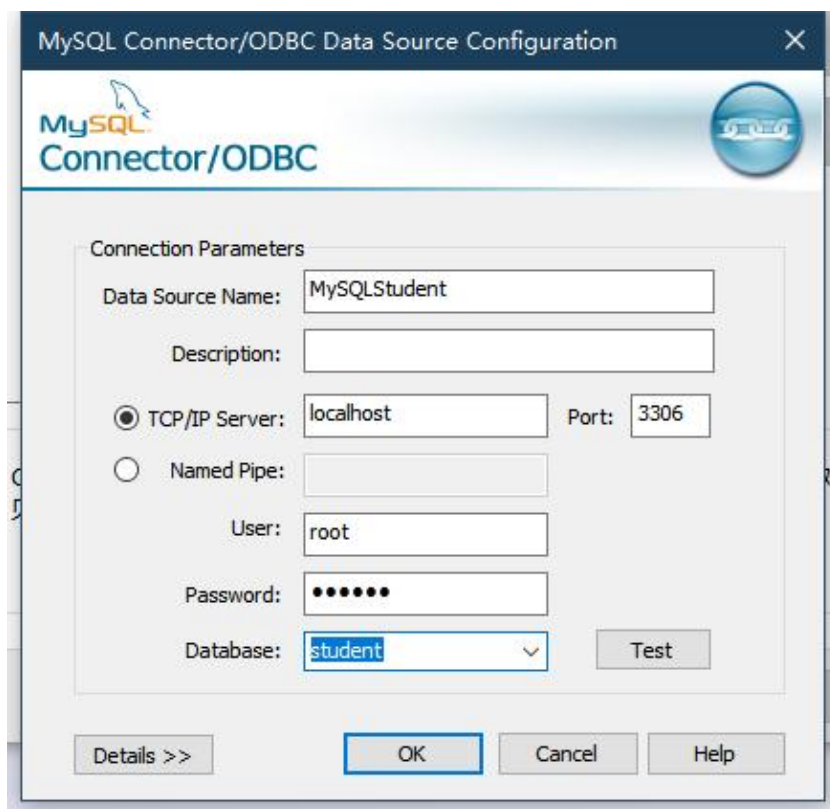 MySQL Connector/ODBC Data Source Configuration
MySQL
Connector/ODBC
Connection Parameters
Data Source Name: MySQLStudent
Description:
TCP/IP Server: localhost Port: 3306
Named Pipe:
User: root
Password: ●●●●●●
Database: student Test
Details >> OK Cancel Help